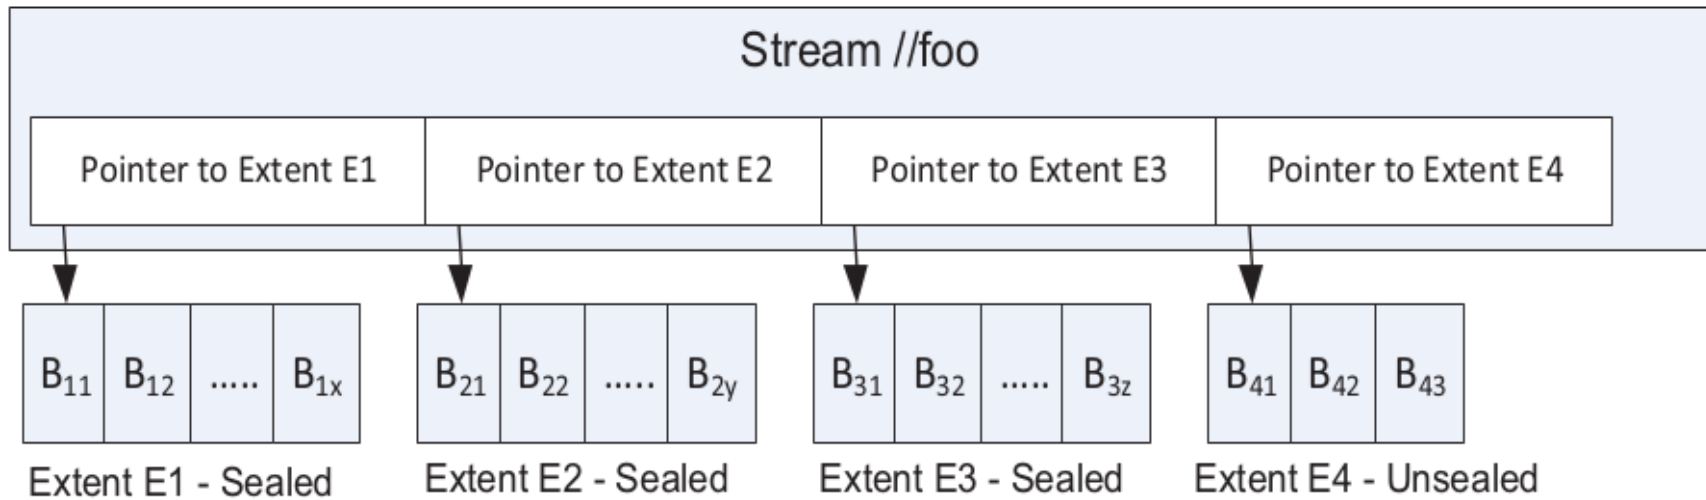 Stream //foo
Pointer to Extent E1 Pointer to Extent E2 Pointer to Extent E3 Pointer to Extent E4
B₁₁ B₁₂ ..... B₁ₓ B₂₁ B₂₂ ..... B₂ᵧ B₃₁ B₃₂ ..... B₃z B₄₁ B₄₂ B₄₃
Extent E1 - Sealed Extent E2 - Sealed Extent E3 - Sealed Extent E4 - Unsealed